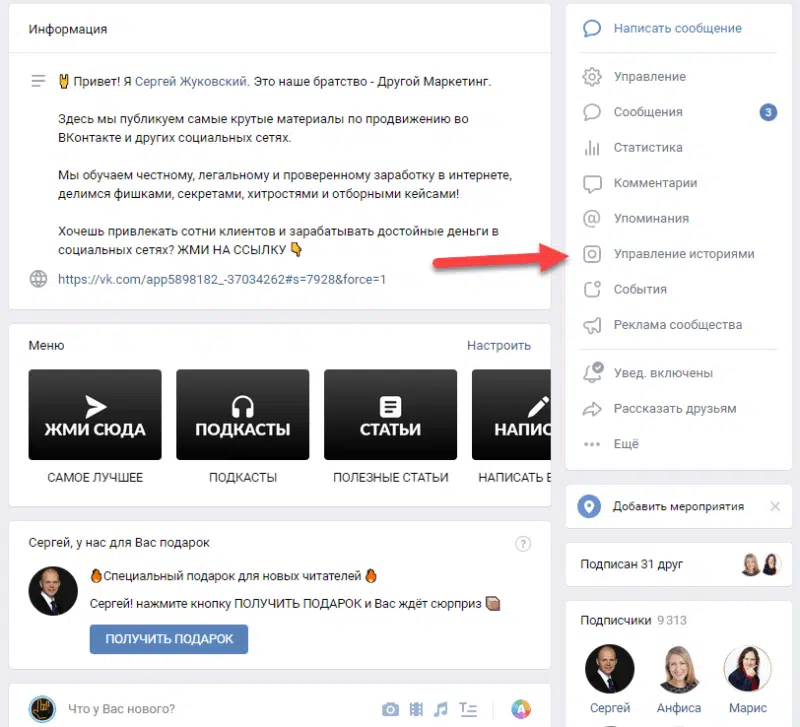 Информация
🤘 Привет! Я Сергей Жуковский. Это наше братство - Другой Маркетинг.
Здесь мы публикуем самые крутые материалы по продвижению во
ВКонтакте и других социальных сетях.
Мы обучаем честному, легальному и проверенному заработку в интернете,
делимся фишками, секретами, хитростями и отборными кейсами!
Хочешь привлекать сотни клиентов и зарабатывать достойные деньги в
социальных сетях? ЖМИ НА ССЫЛКУ 👇
https://vk.com/app5898182_-37034262#s=7928&force=1
Меню
Настроить
ЖМИ СЮДА
ПОДКАСТЫ
СТАТЬИ
НАПИС
САМОЕ ЛУЧШЕЕ
ПОДКАСТЫ
ПОЛЕЗНЫЕ СТАТЬИ
НАПИСАТЬ
Сергей, у нас для Вас подарок
?
🔥Специальный подарок для новых читателей 🔥
Сергей! нажмите кнопку ПОЛУЧИТЬ ПОДАРОК и Вас ждёт сюрприз 📦
ПОЛУЧИТЬ ПОДАРОК
Что у Вас нового?
Написать сообщение
Управление
Сообщения 3
Статистика
Комментарии
Упоминания
Управление историями
События
Реклама сообщества
Увед. включены
Рассказать друзьям
Ещё
Добавить мероприятия
Подписан 31 друг
Подписчики 9 313
Сергей
Анфиса
Марис